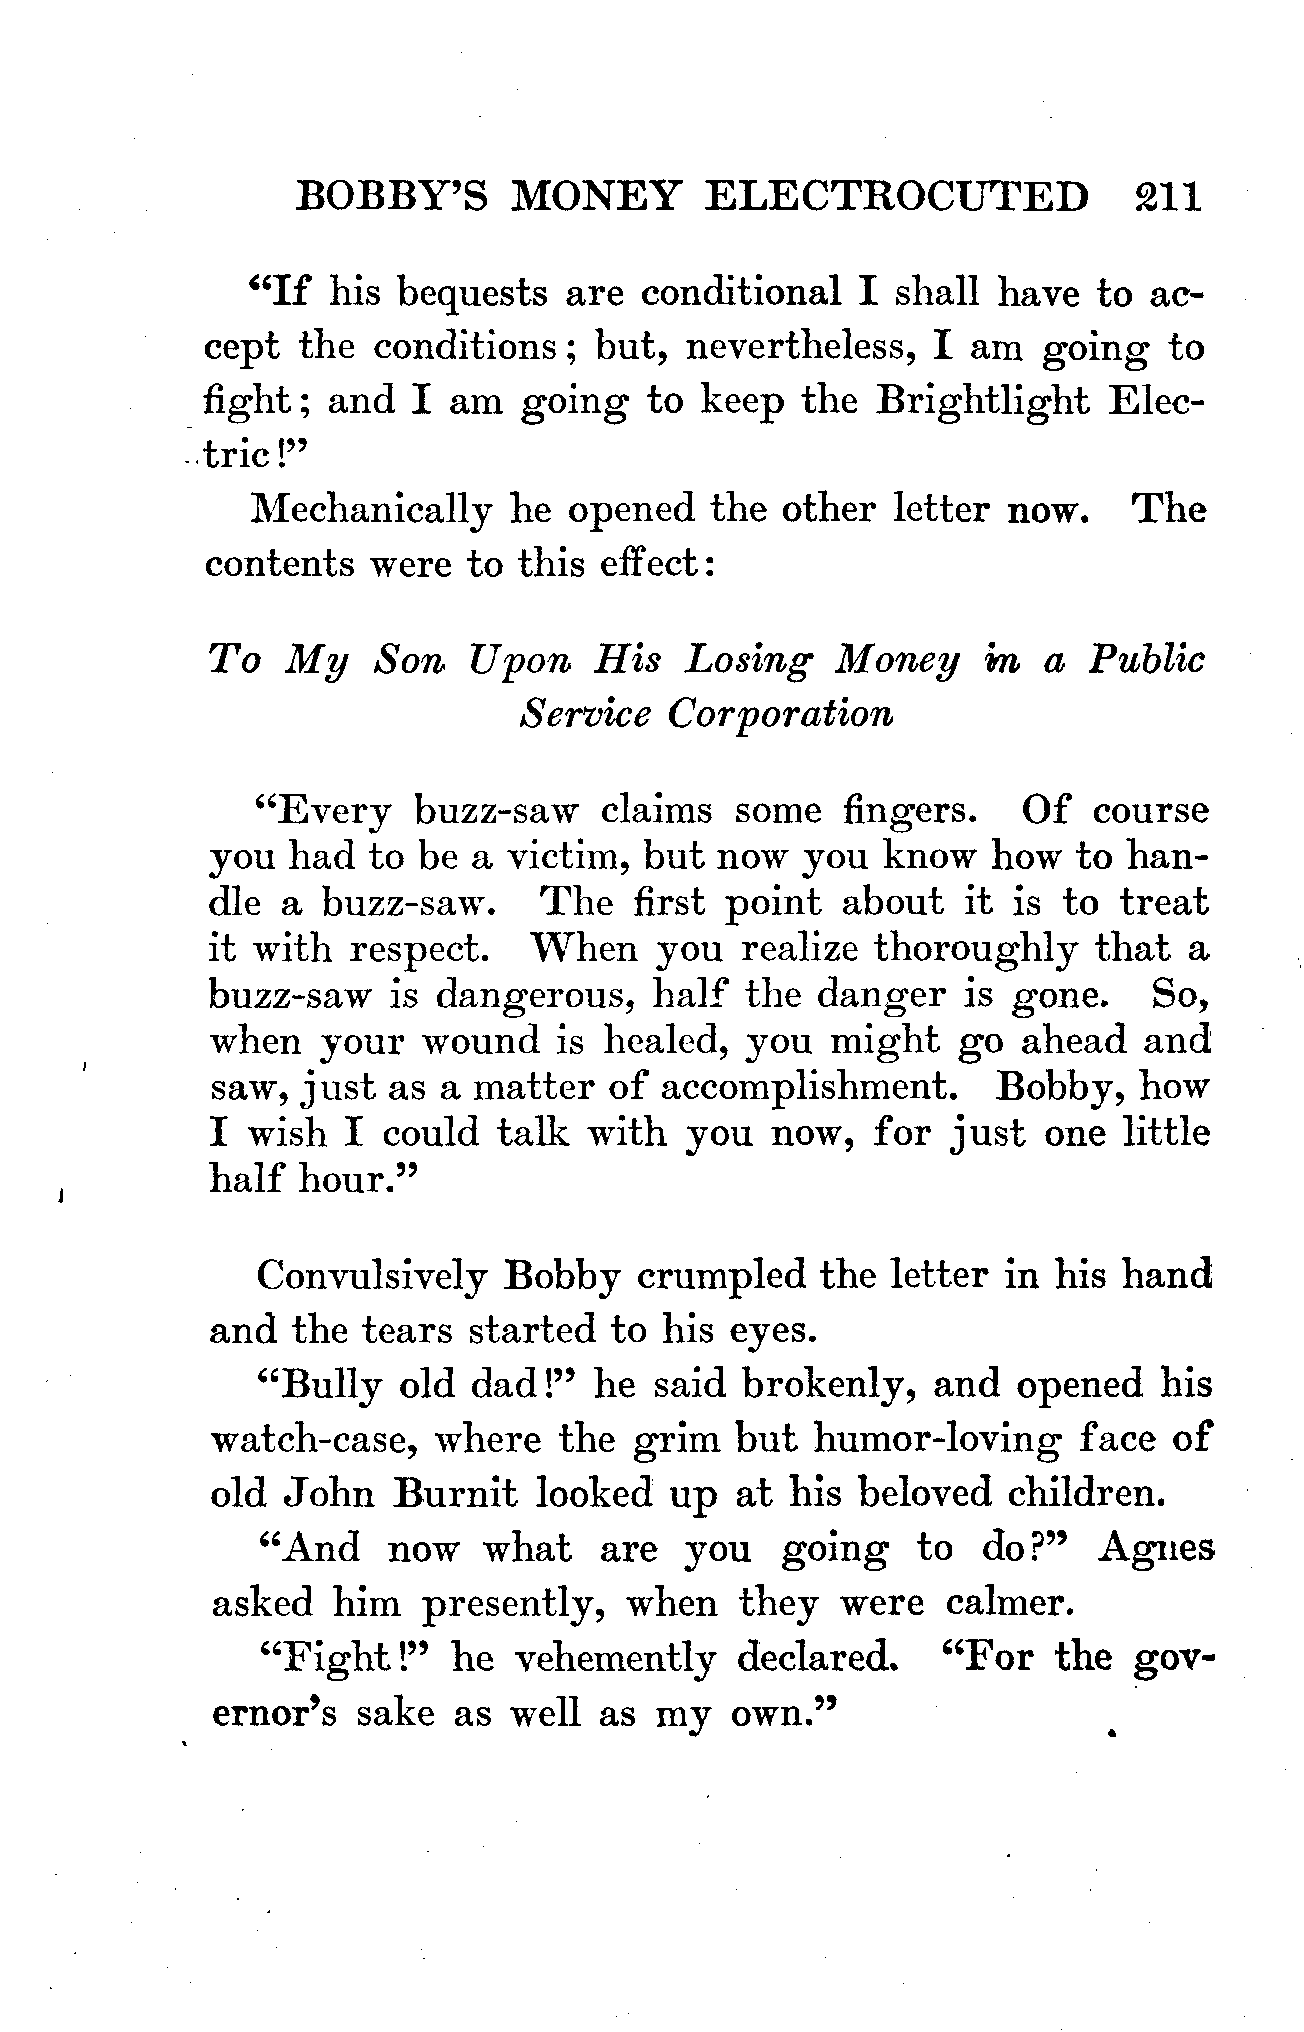 BOBBY'S MONEY ELECTROCUTED 211
“If his bequests are conditional I shall have to ac-
cept the conditions; but, nevertheless, I am going to
fight; and I am going to keep the Brightlight Elec-
tric!”
Mechanically he opened the other letter now. The
contents were to this effect:
To My Son Upon His Losing Money in a Public
Service Corporation
“Every buzz-saw claims some fingers. Of course
you had to be a victim, but now you know how to han-
dle a buzz-saw. The first point about it is to treat
it with respect. When you realize thoroughly that a
buzz-saw is dangerous, half the danger is gone. So,
when your wound is healed, you might go ahead and
saw, just as a matter of accomplishment. Bobby, how
I wish I could talk with you now, for just one little
half hour.”
Convulsively Bobby crumpled the letter in his hand
and the tears started to his eyes.
“Bully old dad!” he said brokenly, and opened his
watch-case, where the grim but humor-loving face of
old John Burnit looked up at his beloved children.
“And now what are you going to do?” Agnes
asked him presently, when they were calmer.
“Fight!” he vehemently declared. “For the gov-
ernor's sake as well as my own.”